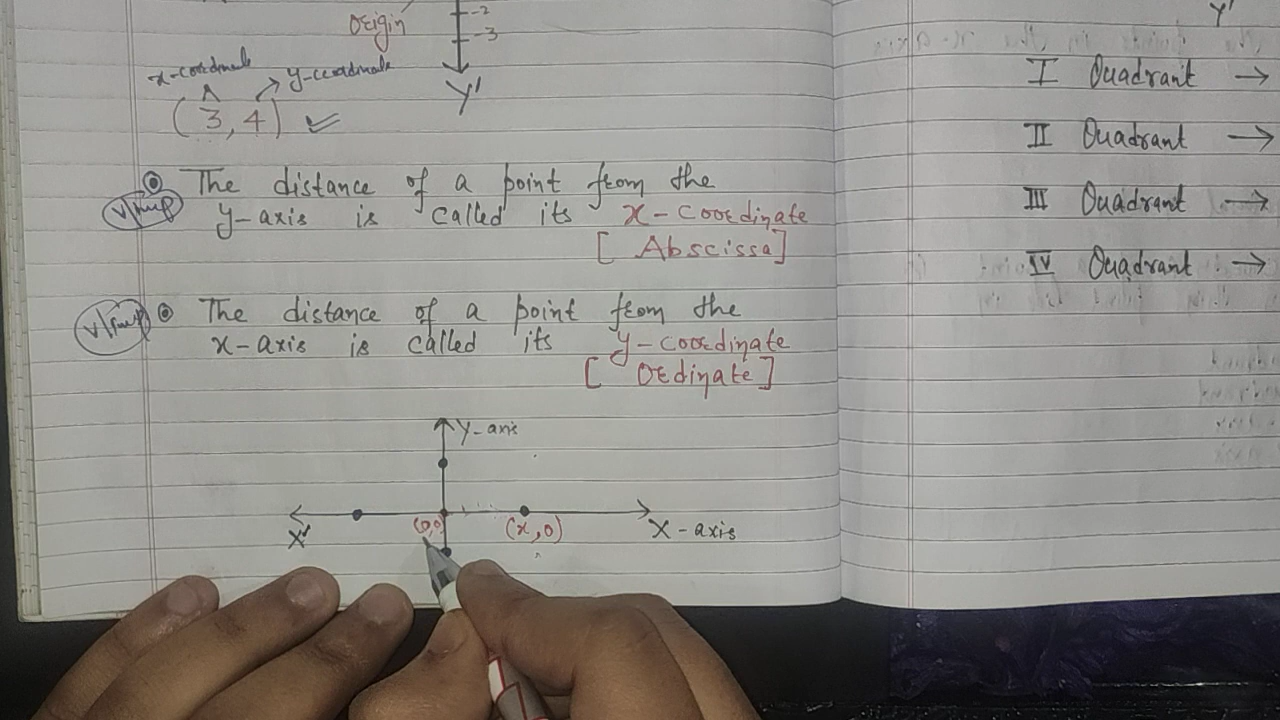 -2
Origin
-3
x-coordinate
y-coordinate
Y'
(3, 4)
The distance of a point from the
V/Imp
y-axis is called its x-coordinate
[Abscissa]
V/Imp
The distance of a point from the
x-axis is called its y-coordinate
[Ordinate]
Y-axis
X'
(0,0)
(x,0)
X-axis
Y'
I Quadrant →
II Quadrant →
III Quadrant →
IV Quadrant →